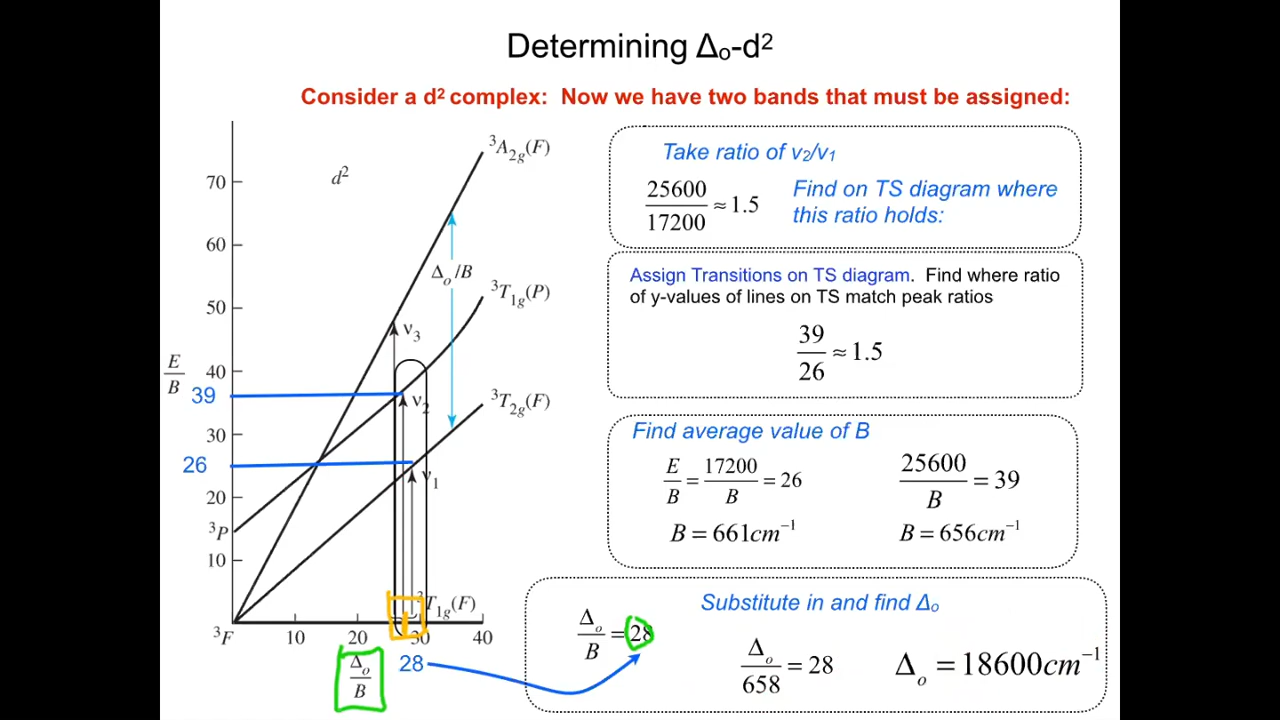 Determining Δₒ-d²
Consider a d² complex: Now we have two bands that must be assigned:
d²
³A₂g(F)
70
60
50
40
39
30
26
20
10
E
B
³P
³F
Δₒ/B
³T₁g(P)
ν₃
³T₂g(F)
ν₂
ν₁
T₁g(F)
10
20
30
40
Δₒ
B
28
Take ratio of ν₂/ν₁
25600
17200
≈ 1.5
Find on TS diagram where
this ratio holds:
Assign Transitions on TS diagram. Find where ratio
of y-values of lines on TS match peak ratios
39
26
≈ 1.5
Find average value of B
E/B = 17200/B = 26
B = 661cm⁻¹
25600/B = 39
B = 656cm⁻¹
Substitute in and find Δₒ
Δₒ/B = 28
Δₒ/658 = 28
Δₒ = 18600cm⁻¹